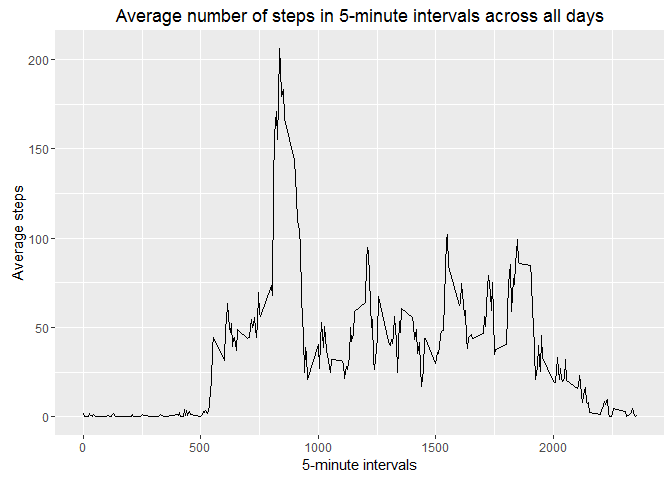 Average number of steps in 5-minute intervals across all days
Average steps
200
150
100
50
0
0 500 1000 1500 2000
5-minute intervals